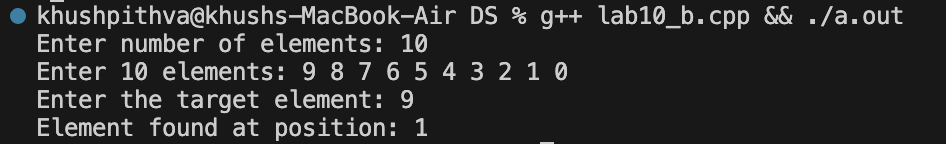 khushpithva@khushs-MacBook-Air DS % g++ lab10_b.cpp && ./a.out
Enter number of elements: 10
Enter 10 elements: 9 8 7 6 5 4 3 2 1 0
Enter the target element: 9
Element found at position: 1